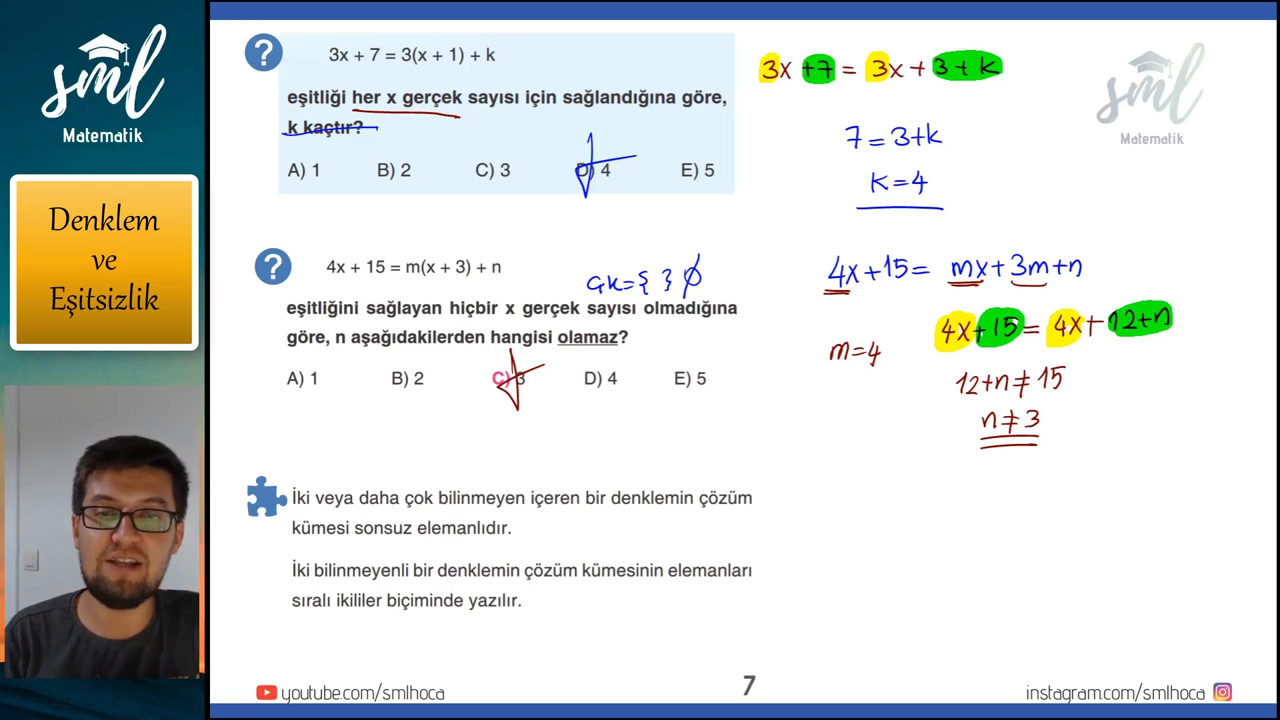 sml
Matematik
Denklem
ve
Eşitsizlik
?
3x + 7 = 3(x + 1) + k
eşitliği her x gerçek sayısı için sağlandığına göre,
k kaçtır?
A) 1 B) 2 C) 3 D) 4 E) 5
3x +7 = 3x + 3 + k
7 = 3+k
k = 4
sml
Matematik
?
4x + 15 = m(x + 3) + n
Çk = { } ∅
eşitliğini sağlayan hiçbir x gerçek sayısı olmadığına
göre, n aşağıdakilerden hangisi olamaz?
A) 1 B) 2 C) 3 D) 4 E) 5
4x+15 = mx+3m+n
4x+15 = 4x+12+n
m=4
12+n≠15
n≠3
İki veya daha çok bilinmeyen içeren bir denklemin çözüm
kümesi sonsuz elemanlıdır.
İki bilinmeyenli bir denklemin çözüm kümesinin elemanları
sıralı ikililer biçiminde yazılır.
youtube.com/smlhoca
7
instagram.com/smlhoca